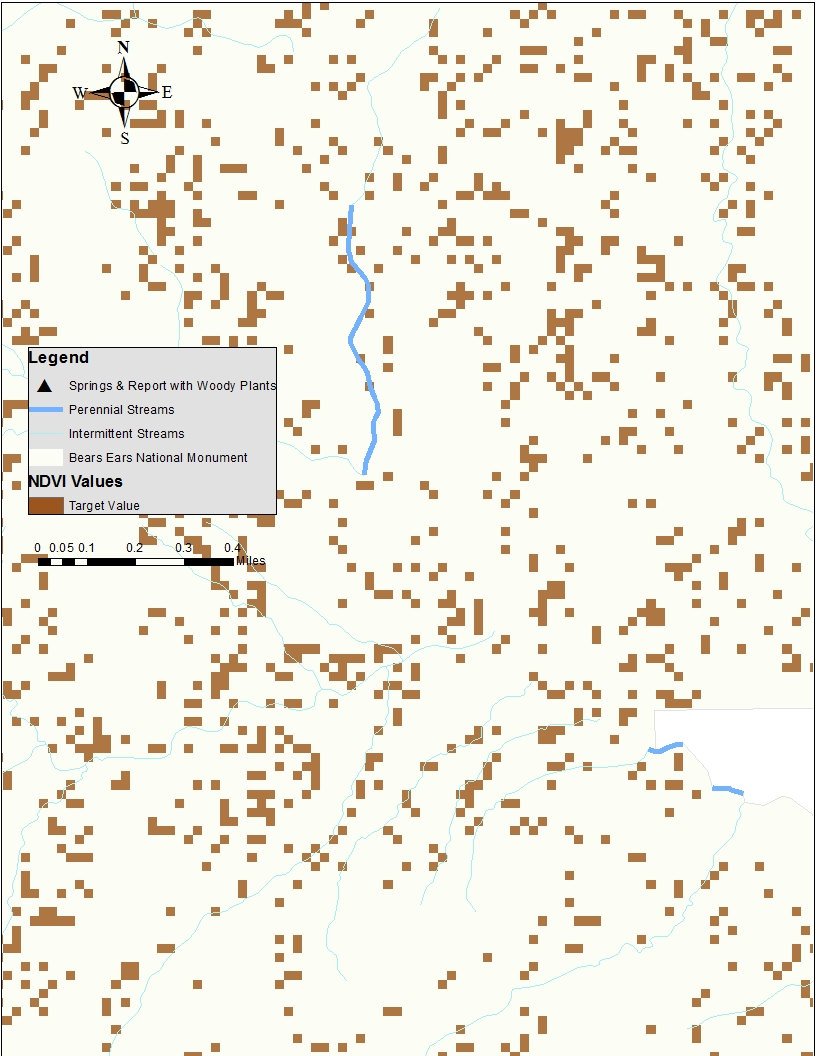 N
W E
S
Legend
Springs & Report with Woody Plants
Perennial Streams
Intermittent Streams
Bears Ears National Monument
NDVI Values
Target Value
0 0.05 0.1 0.2 0.3 0.4
Miles